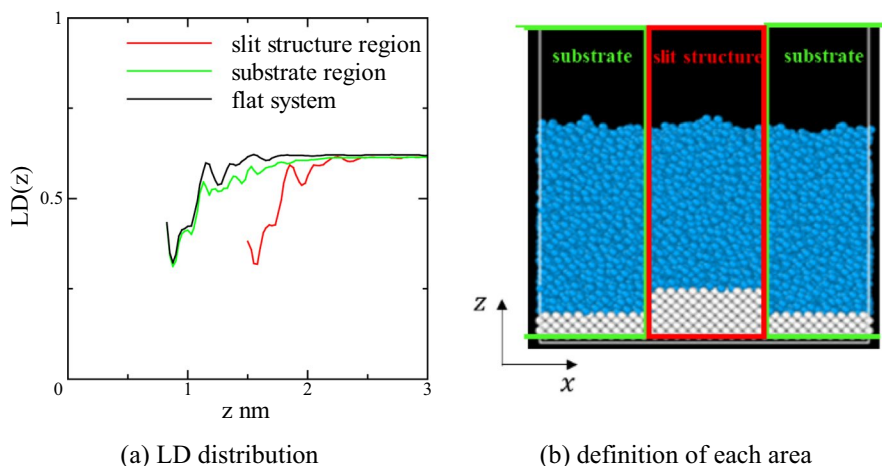 1
slit structure region
substrate region
flat system
LD(z)
0.5
0
0
1
2
3
z nm
(a) LD distribution
substrate
slit structure
substrate
z
x
(b) definition of each area